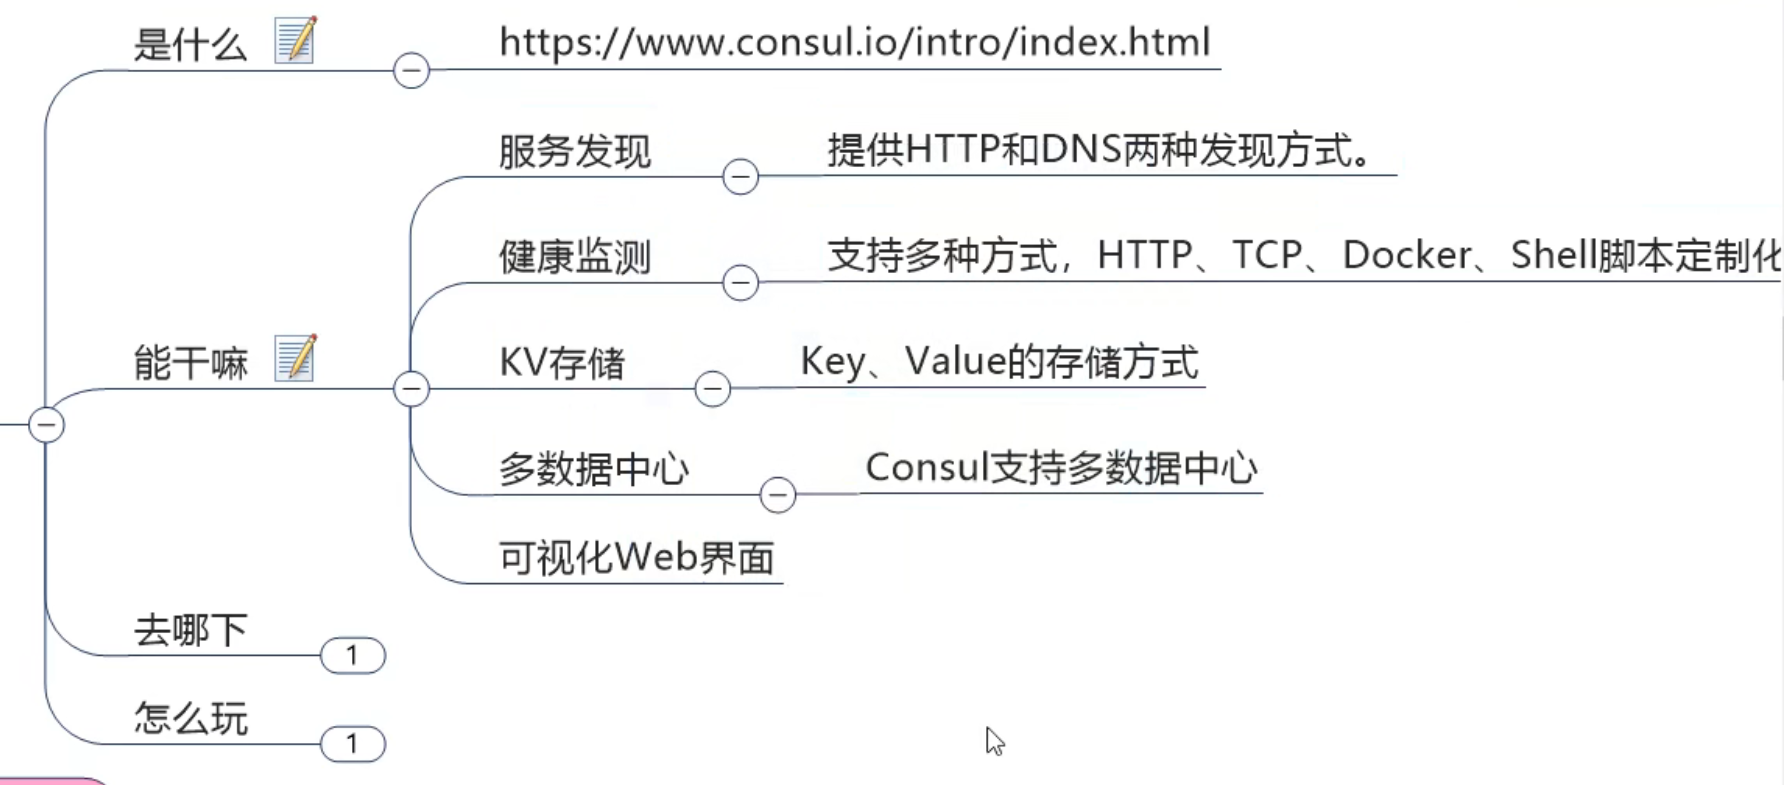 是什么
https://www.consul.io/intro/index.html
服务发现
提供HTTP和DNS两种发现方式。
健康监测
支持多种方式，HTTP、TCP、Docker、Shell脚本定制化
能干嘛
KV存储
Key、Value的存储方式
多数据中心
Consul支持多数据中心
可视化Web界面
去哪下
1
怎么玩
1